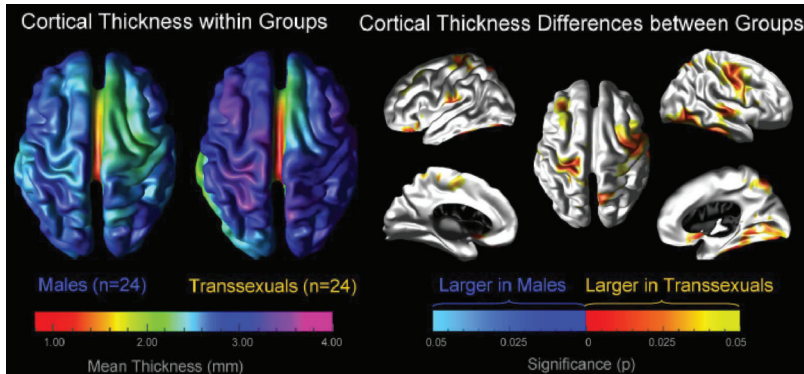 Cortical Thickness within Groups
Cortical Thickness Differences between Groups
Males (n=24)
Transsexuals (n=24)
Larger in Males
Larger in Transsexuals
1.00 2.00 3.00 4.00
Mean Thickness (mm)
0.05 0.025 0 0.025 0.05
Significance (p)